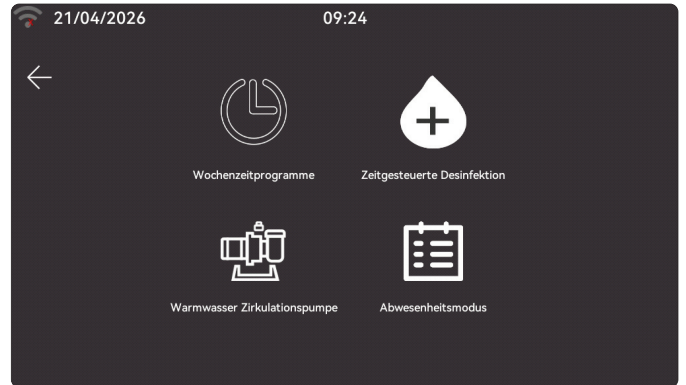 21/04/2026 09:24
Wochenzeitprogramme Zeitgesteuerte Desinfektion
Warmwasser Zirkulationspumpe Abwesenheitsmodus